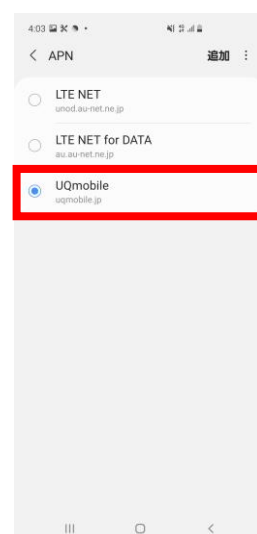 4:03
APN 追加
LTE NET
unod.au-net.ne.jp
LTE NET for DATA
au.au-net.ne.jp
UQmobile
uqmobile.jp